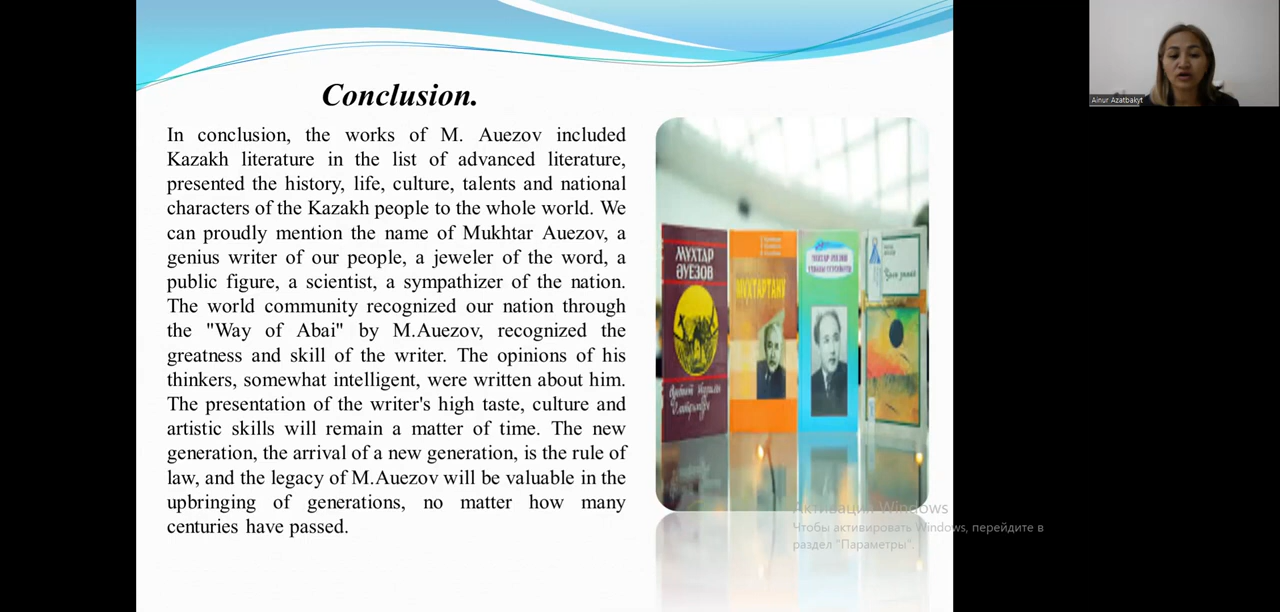 Conclusion.
In conclusion, the works of M. Auezov included
Kazakh literature in the list of advanced literature,
presented the history, life, culture, talents and national
characters of the Kazakh people to the whole world. We
can proudly mention the name of Mukhtar Auezov, a
genius writer of our people, a jeweler of the word, a
public figure, a scientist, a sympathizer of the nation.
The world community recognized our nation through
the "Way of Abai" by M.Auezov, recognized the
greatness and skill of the writer. The opinions of his
thinkers, somewhat intelligent, were written about him.
The presentation of the writer's high taste, culture and
artistic skills will remain a matter of time. The new
generation, the arrival of a new generation, is the rule of
law, and the legacy of M.Auezov will be valuable in the
upbringing of generations, no matter how many
centuries have passed.
МҰХТАР
ӘУЕЗОВ
МҰХТАРТАНУ
Активация Windows
Чтобы активировать Windows, перейдите в
раздел "Параметры".
Ainur Azatbakyt